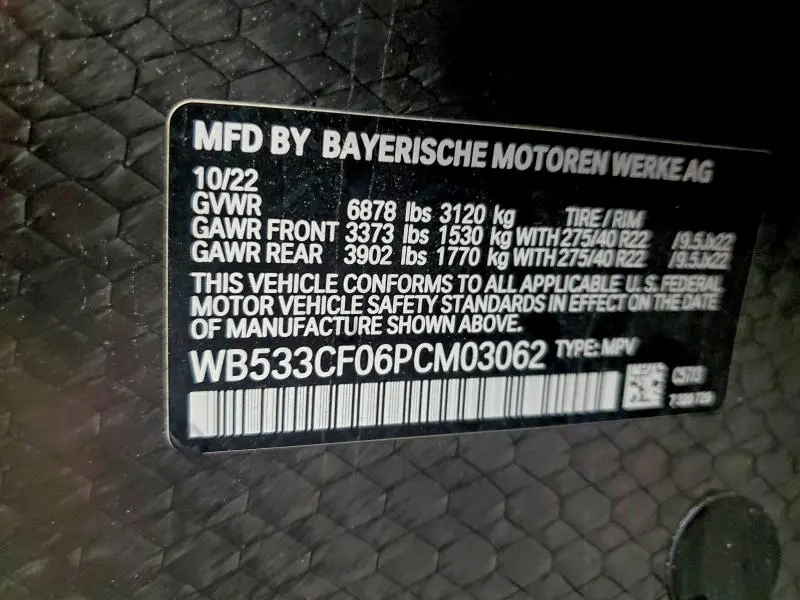 MFD BY BAYERISCHE MOTOREN WERKE AG
10/22
GVWR 6878 lbs 3120 kg TIRE / RIM
GAWR FRONT 3373 lbs 1530 kg WITH 275/40 R22 /9.5Jx22
GAWR REAR 3902 lbs 1770 kg WITH 275/40 R22 /9.5Jx22
THIS VEHICLE CONFORMS TO ALL APPLICABLE U.S. FEDERAL
MOTOR VEHICLE SAFETY STANDARDS IN EFFECT ON THE DATE
OF MANUFACTURE SHOWN ABOVE.
WB533CF06PCM03062 TYPE: MPV